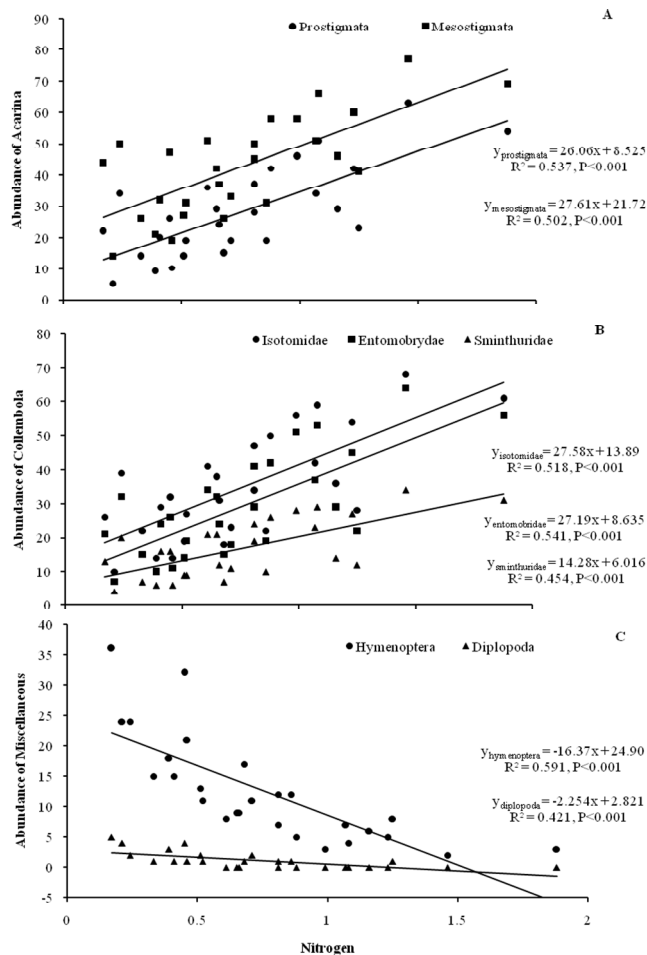 A
Prostigmata Mesostigmata
90
80
70
60
50
40
30
20
10
0
Abundance of Acarina
yprostigmata = 26.06x+8.525
R² = 0.537, P<0.001
ymesostigmata = 27.61x+21.72
R² = 0.502, P<0.001
B
Isotomidae Entomobrydae Sminthuridae
80
70
60
50
40
30
20
10
0
Abundance of Collembola
yisotomidae = 27.58x+13.89
R² = 0.518, P<0.001
yentomobridae = 27.19x+8.635
R² = 0.541, P<0.001
ysminthuridae = 14.28x+6.016
R² = 0.454, P<0.001
C
Hymenoptera Diplopoda
40
35
30
25
20
15
10
5
0
-5
Abundance of Miscellaneous
yhymenoptera = -16.37x+24.90
R² = 0.591, P<0.001
ydiplopoda = -2.254x+2.821
R² = 0.421, P<0.001
0 0.5 1 1.5 2
Nitrogen